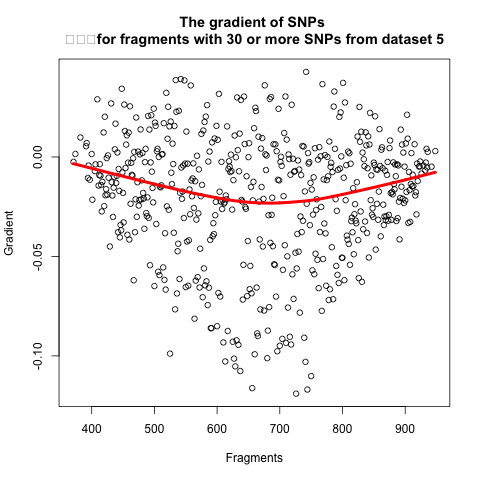 The gradient of SNPs
□□□for fragments with 30 or more SNPs from dataset 5
Gradient
0.00
-0.05
-0.10
400 500 600 700 800 900
Fragments